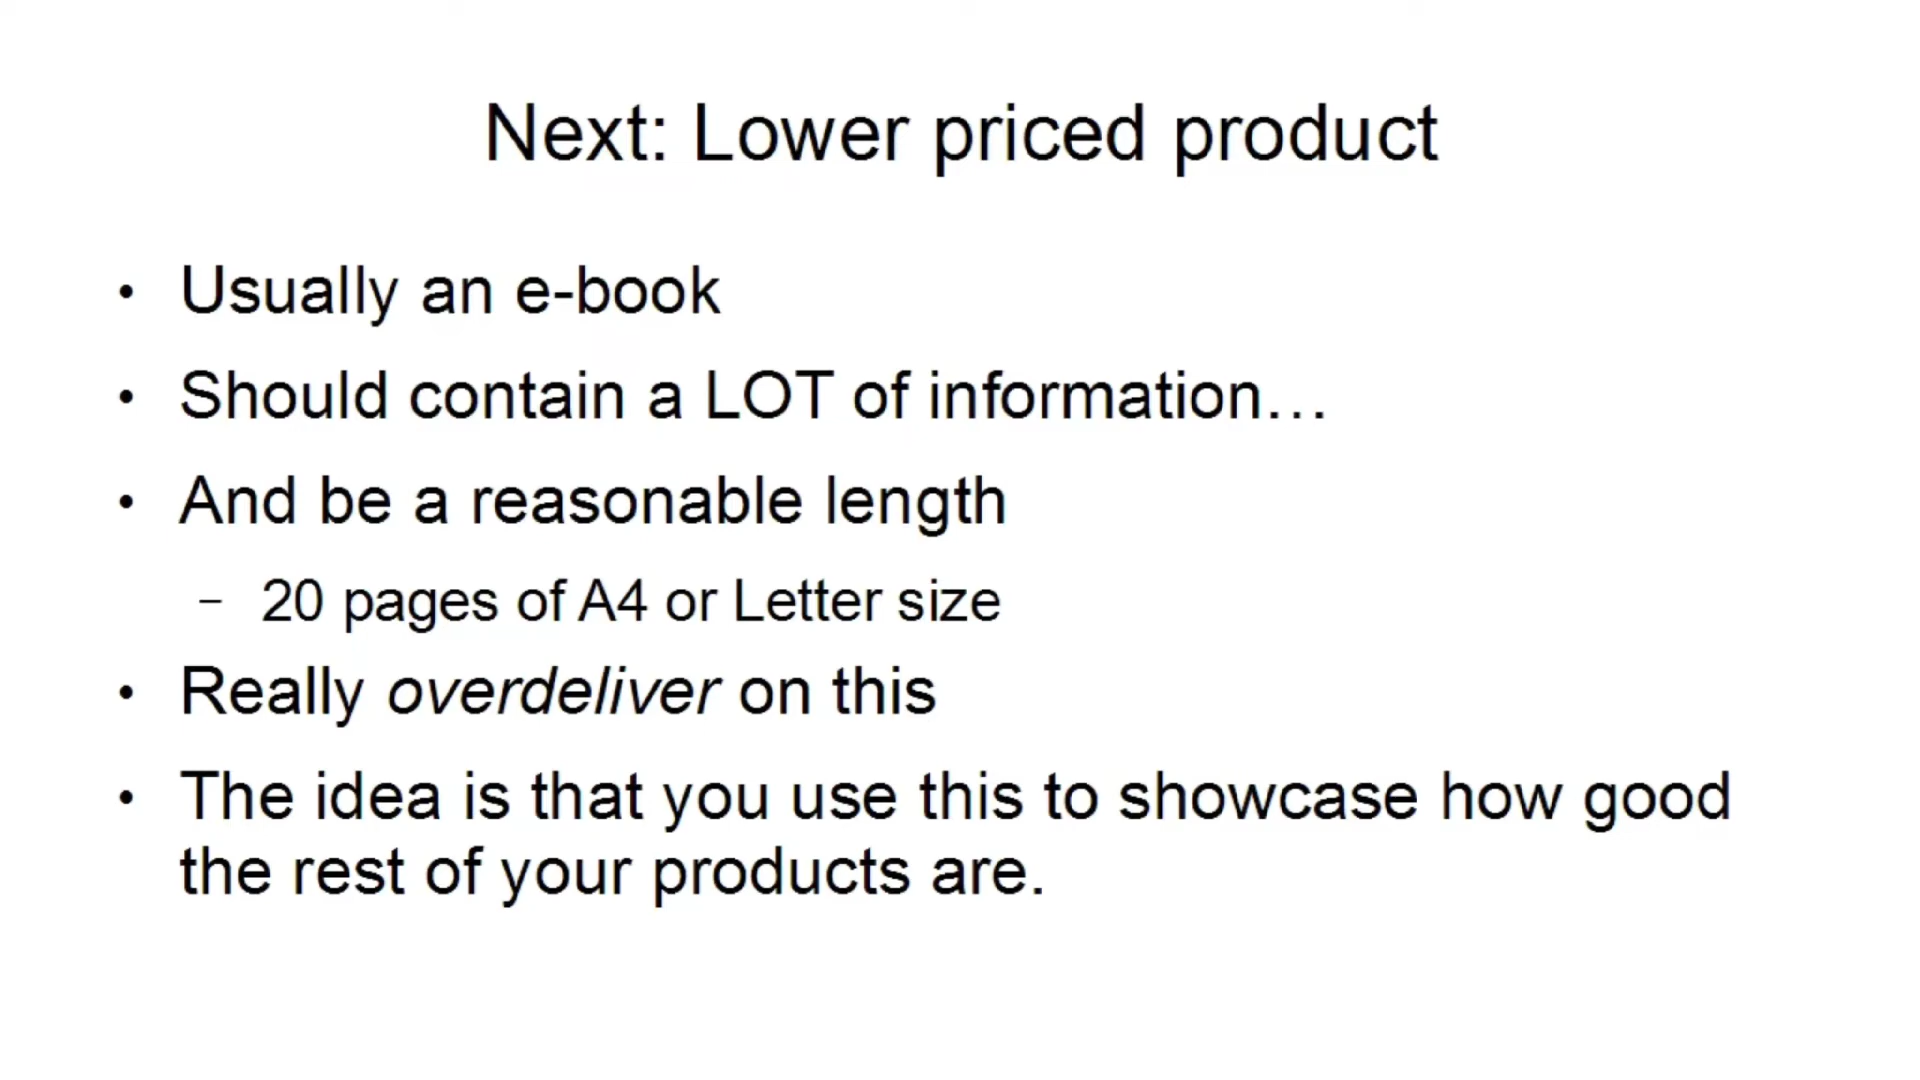 Next: Lower priced product
• Usually an e-book
• Should contain a LOT of information…
• And be a reasonable length
– 20 pages of A4 or Letter size
• Really overdeliver on this
• The idea is that you use this to showcase how good
the rest of your products are.